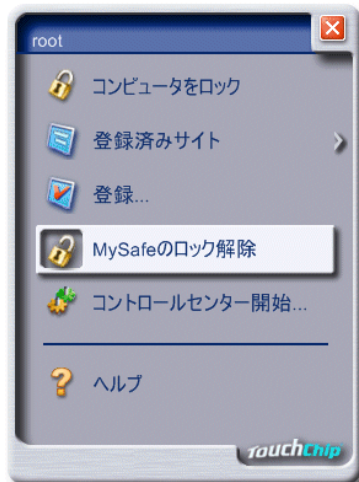 root
コンピュータをロック
登録済みサイト
登録...
MySafeのロック解除
コントロールセンター開始...
ヘルプ
TouchChip